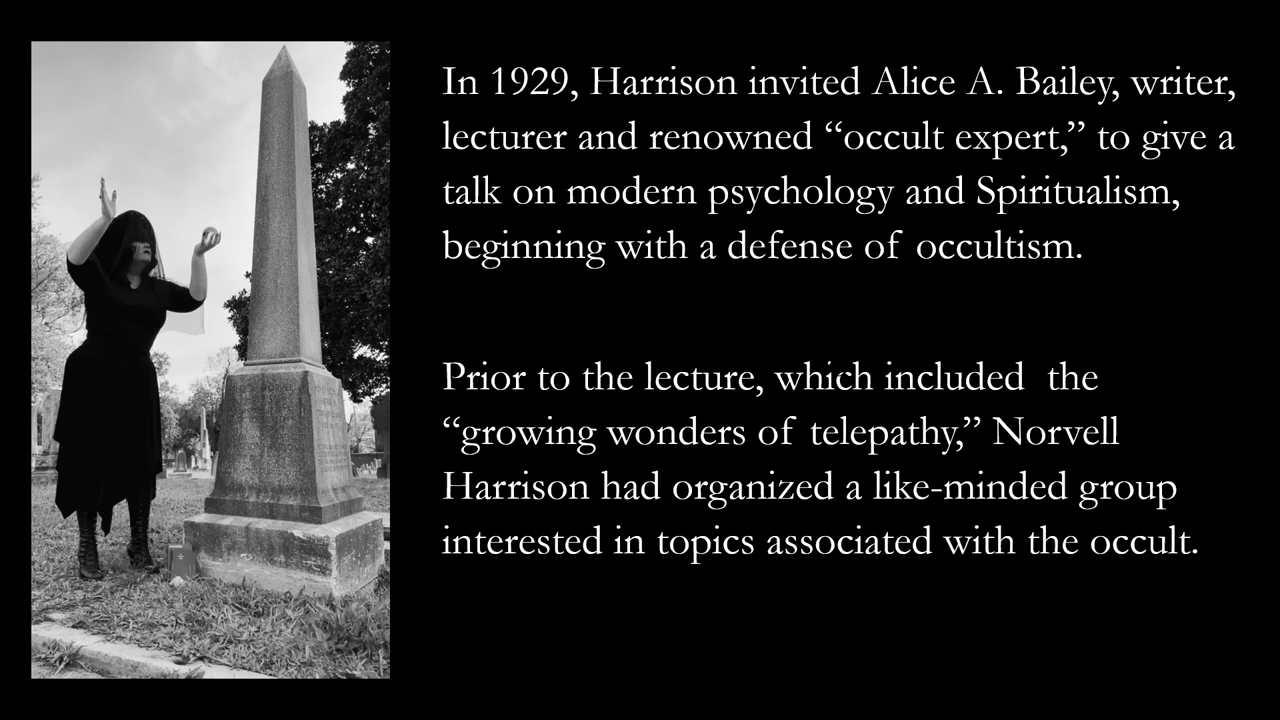 In 1929, Harrison invited Alice A. Bailey, writer,
lecturer and renowned “occult expert,” to give a
talk on modern psychology and Spiritualism,
beginning with a defense of occultism.
Prior to the lecture, which included the
“growing wonders of telepathy,” Norvell
Harrison had organized a like-minded group
interested in topics associated with the occult.